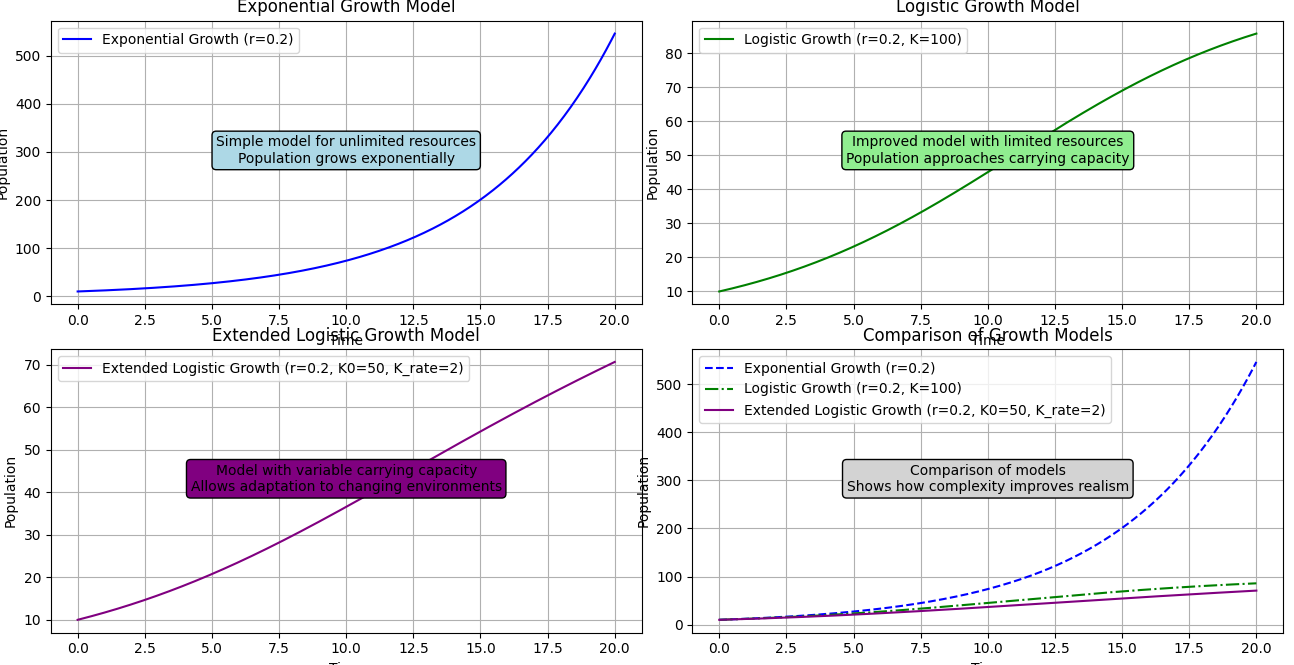 Exponential Growth Model
Exponential Growth (r=0.2)
Simple model for unlimited resources
Population grows exponentially
Population
500
400
300
200
100
0
0.0 2.5 5.0 7.5 10.0 12.5 15.0 17.5 20.0
Time
Logistic Growth Model
Logistic Growth (r=0.2, K=100)
Improved model with limited resources
Population approaches carrying capacity
Population
80
70
60
50
40
30
20
10
0.0 2.5 5.0 7.5 10.0 12.5 15.0 17.5 20.0
Time
Extended Logistic Growth Model
Extended Logistic Growth (r=0.2, K0=50, K_rate=2)
Model with variable carrying capacity
Allows adaptation to changing environments
Population
70
60
50
40
30
20
10
0.0 2.5 5.0 7.5 10.0 12.5 15.0 17.5 20.0
Time
Comparison of Growth Models
Exponential Growth (r=0.2)
Logistic Growth (r=0.2, K=100)
Extended Logistic Growth (r=0.2, K0=50, K_rate=2)
Comparison of models
Shows how complexity improves realism
Population
500
400
300
200
100
0
0.0 2.5 5.0 7.5 10.0 12.5 15.0 17.5 20.0
Time